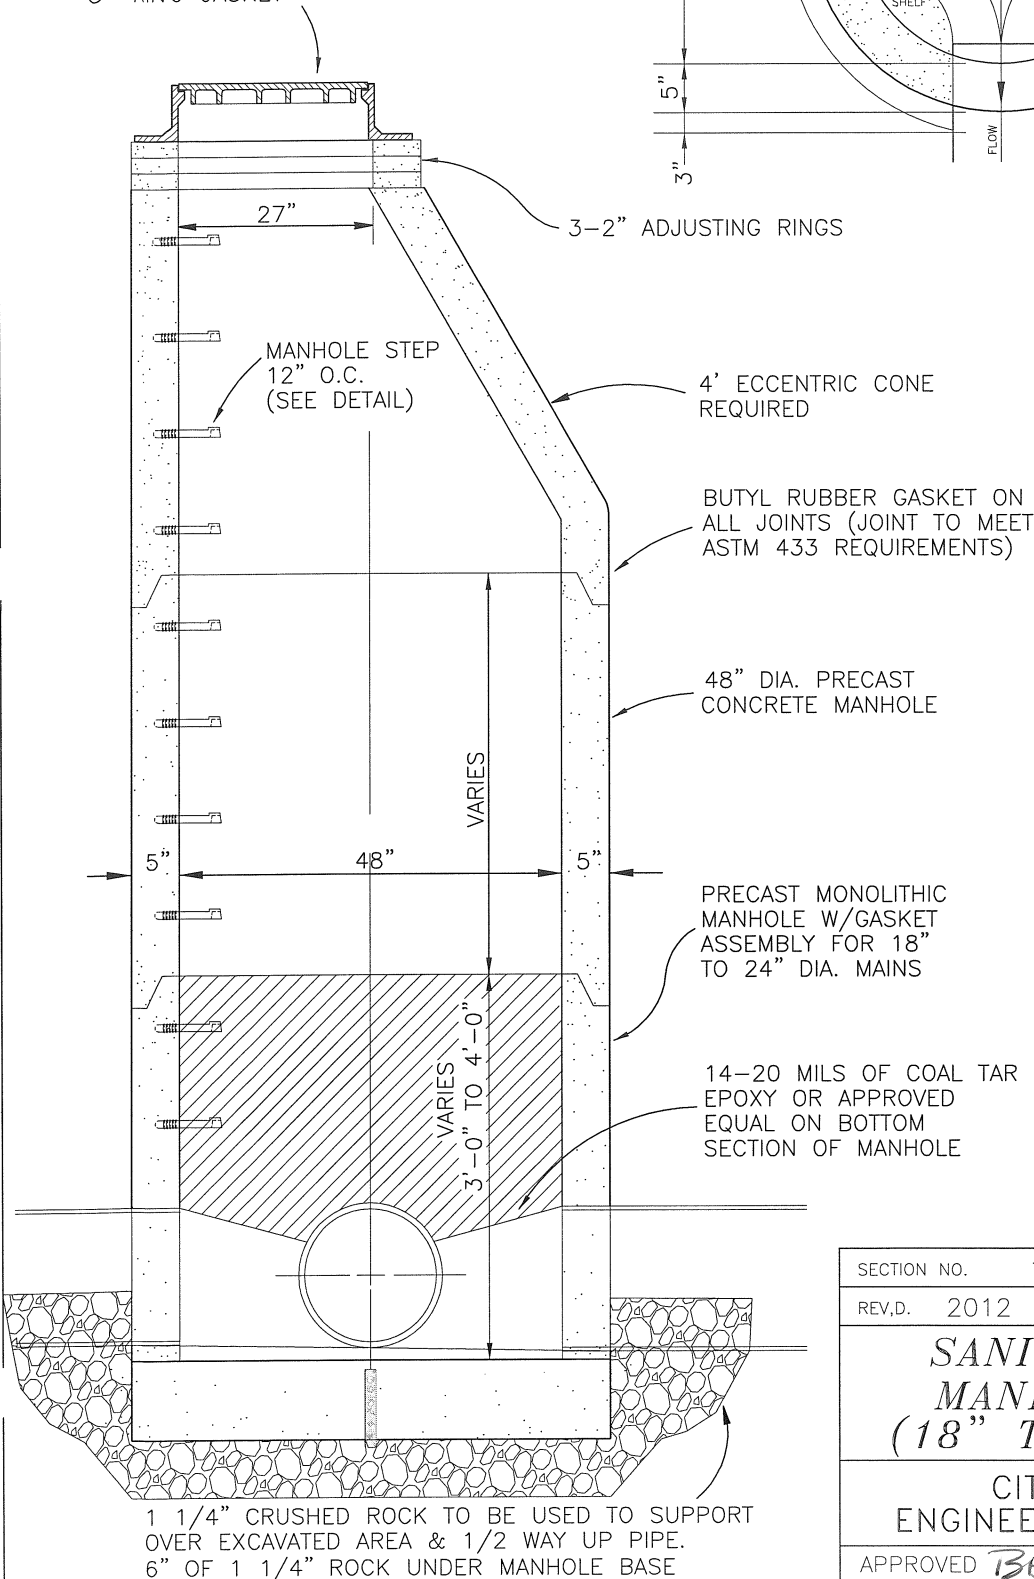 SHELF
5"
3"
FLOW
3-2" ADJUSTING RINGS
27"
MANHOLE STEP
12" O.C.
(SEE DETAIL)
4' ECCENTRIC CONE
REQUIRED
BUTYL RUBBER GASKET ON
ALL JOINTS (JOINT TO MEET
ASTM 433 REQUIREMENTS)
48" DIA. PRECAST
CONCRETE MANHOLE
VARIES
5"
48"
5"
PRECAST MONOLITHIC
MANHOLE W/GASKET
ASSEMBLY FOR 18"
TO 24" DIA. MAINS
VARIES
3'-0" TO 4'-0"
14-20 MILS OF COAL TAR
EPOXY OR APPROVED
EQUAL ON BOTTOM
SECTION OF MANHOLE
1 1/4" CRUSHED ROCK TO BE USED TO SUPPORT
OVER EXCAVATED AREA & 1/2 WAY UP PIPE.
6" OF 1 1/4" ROCK UNDER MANHOLE BASE
SECTION NO.
REV,D. 2012
SANI
MAN
(18" T
CIT
ENGINEE
APPROVED